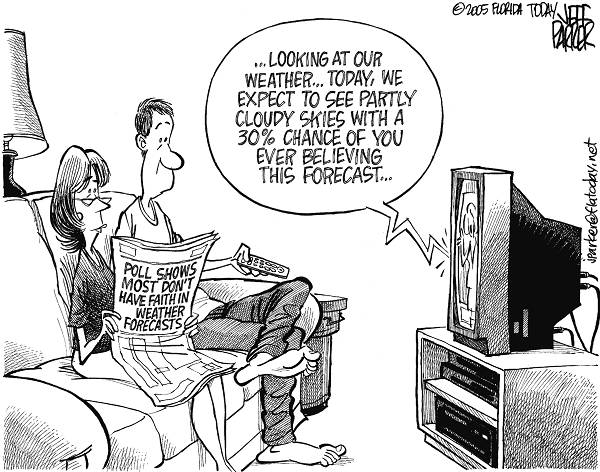 ©2005 FLORIDA TODAY
JEFF
PARKER
...LOOKING AT OUR
WEATHER... TODAY, WE
EXPECT TO SEE PARTLY
CLOUDY SKIES WITH A
30% CHANCE OF YOU
EVER BELIEVING
THIS FORECAST...
POLL SHOWS
MOST DON'T
HAVE FAITH IN
WEATHER
FORECASTS
jparker@flatoday.net